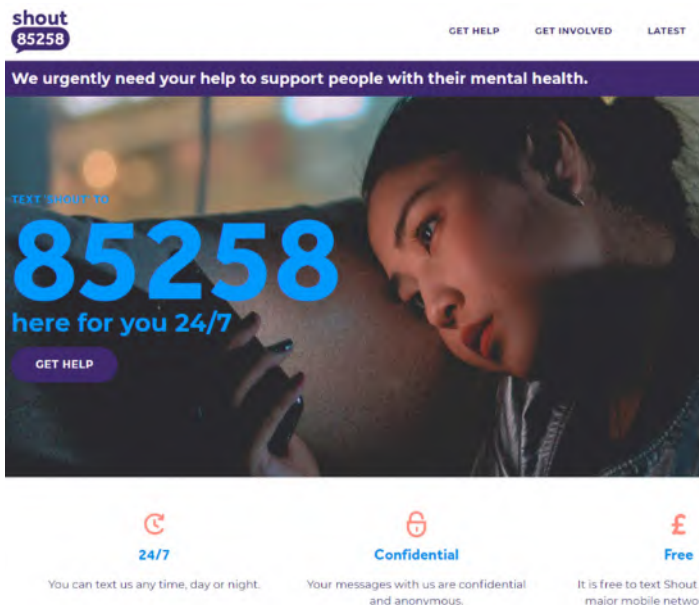 shout
85258
GET HELP GET INVOLVED LATEST
We urgently need your help to support people with their mental health.
TEXT 'SHOUT' TO
85258
here for you 24/7
GET HELP
24/7
Confidential
£
Free
You can text us any time, day or night.
Your messages with us are confidential
and anonymous.
It is free to text Shout
major mobile netwo